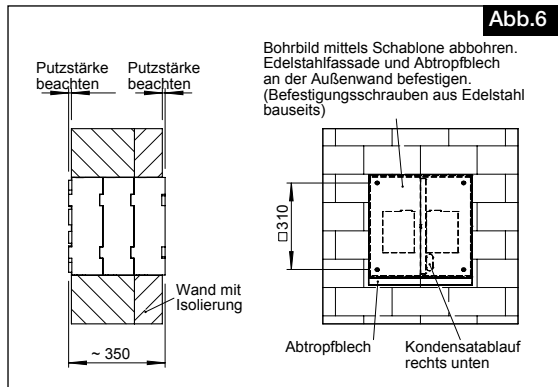 Abb.6
Putzstärke
beachten
Putzstärke
beachten
Bohrbild mittels Schablone abbohren.
Edelstahlfassade und Abtropfblech
an der Außenwand befestigen.
(Befestigungsschrauben aus Edelstahl
bauseits)
□310
Wand mit
Isolierung
~ 350
Abtropfblech
Kondensatablauf
rechts unten